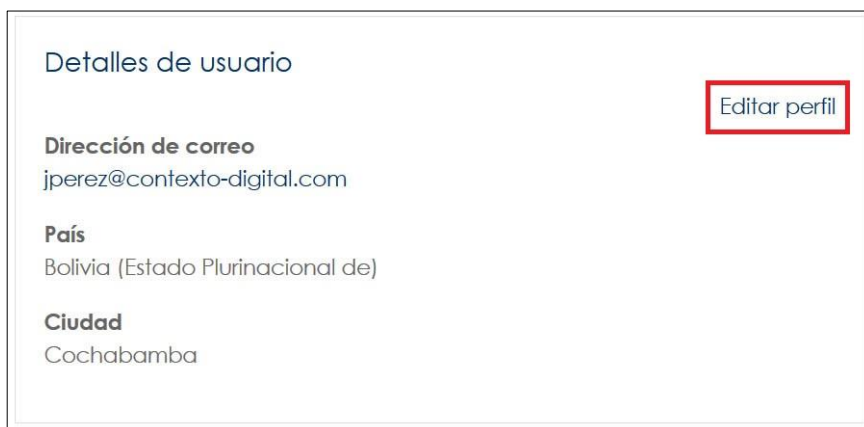 Detalles de usuario
Editar perfil
Dirección de correo
jperez@contexto-digital.com
País
Bolivia (Estado Plurinacional de)
Ciudad
Cochabamba